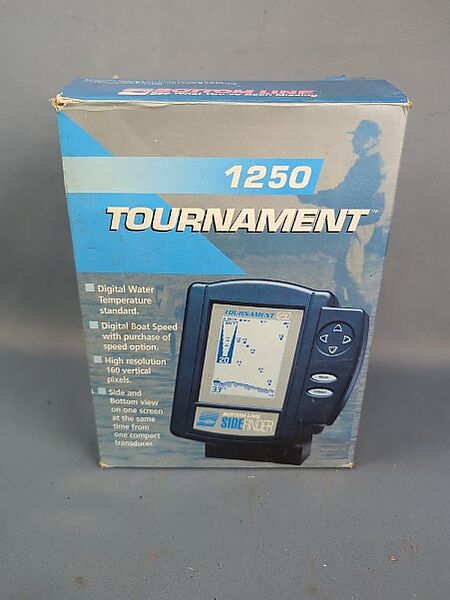 BOTTOM LINE
1250
TOURNAMENT™
Digital Water
Temperature
standard.
Digital Boat Speed
with purchase of
speed option.
High resolution
160 vertical
pixels.
Side and
Bottom view
on one screen
at the same
time from
one compact
transducer.
TOURNAMENT 1250
20
33
BOTTOM LINE
SIDEFINDER